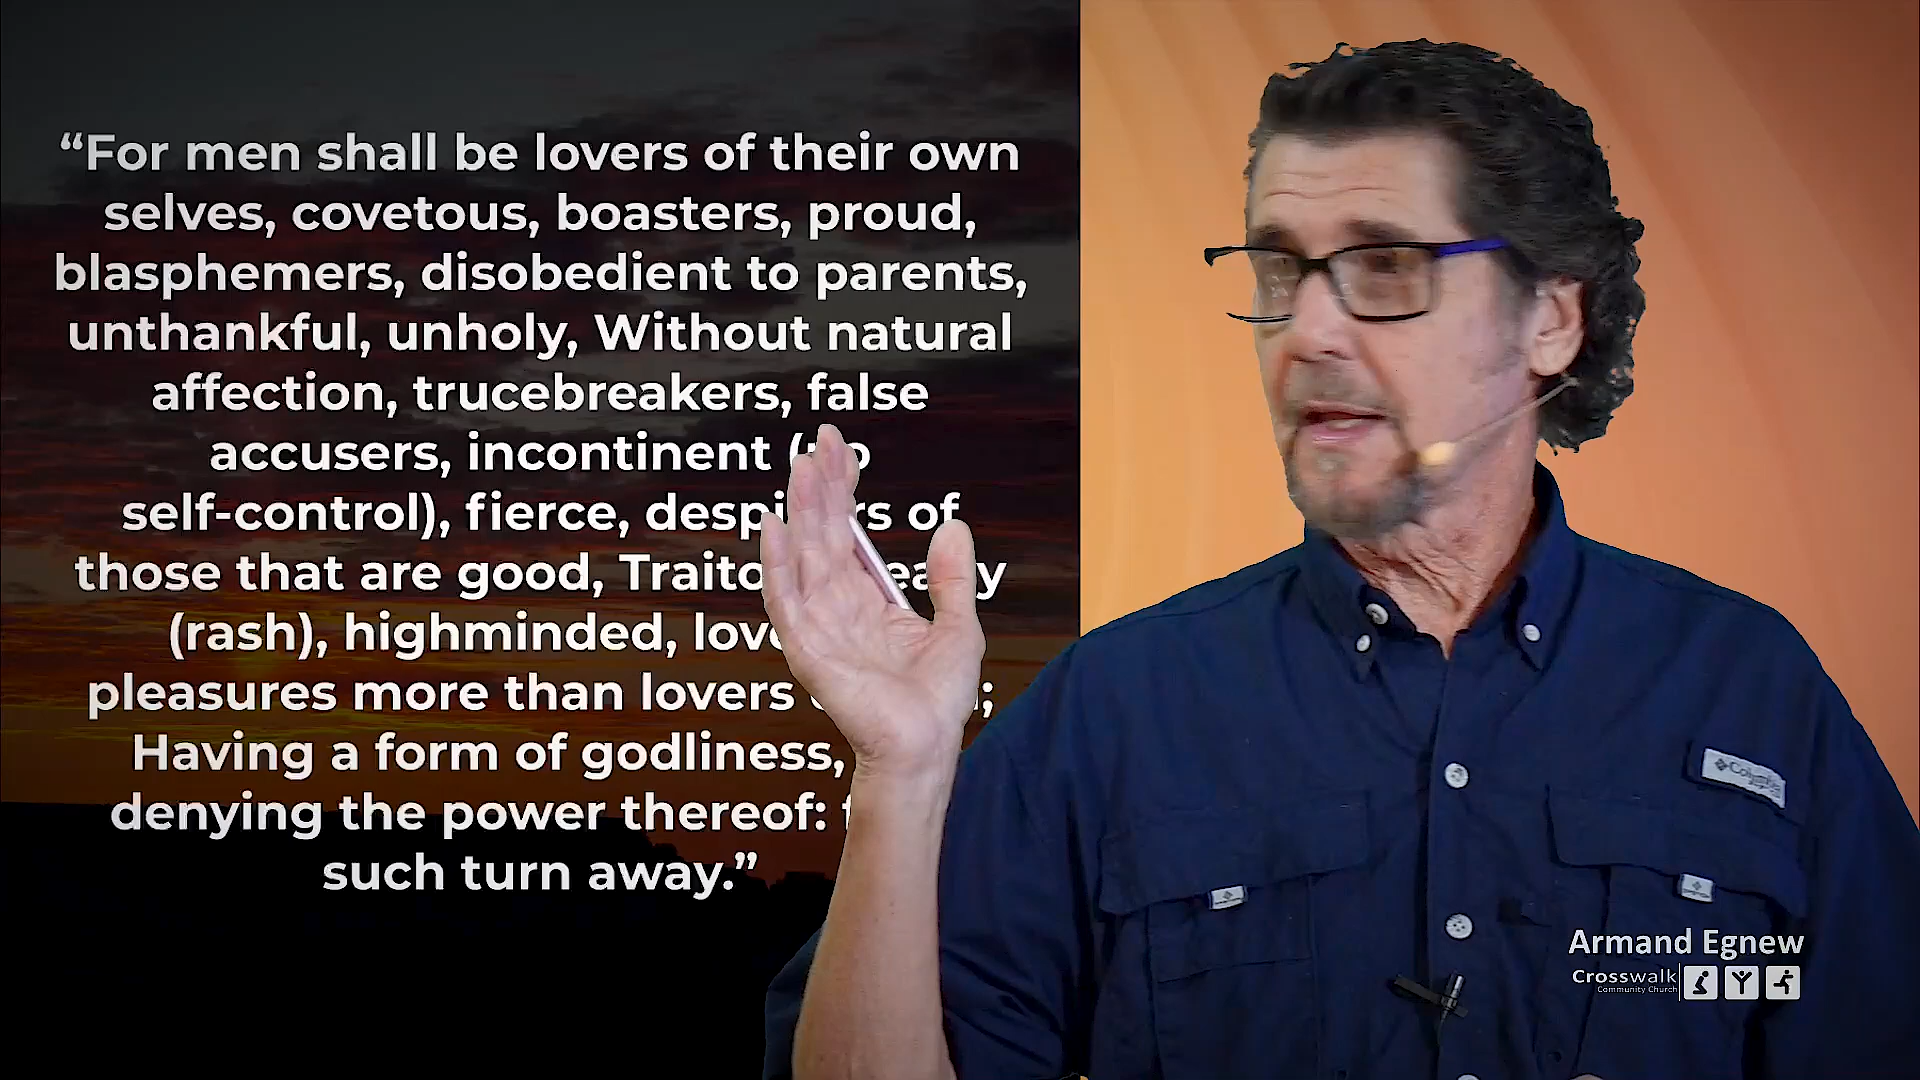 “For men shall be lovers of their own
selves, covetous, boasters, proud,
blasphemers, disobedient to parents,
unthankful, unholy, Without natural
affection, trucebreakers, false
accusers, incontinent (
self-control), fierce, of
those that are good,
(rash), highminded,
pleasures more than lovers
Having a form of godliness,
denying the power thereof:
such turn away.”
Columbia
Armand Egnew
Crosswalk
Community Church